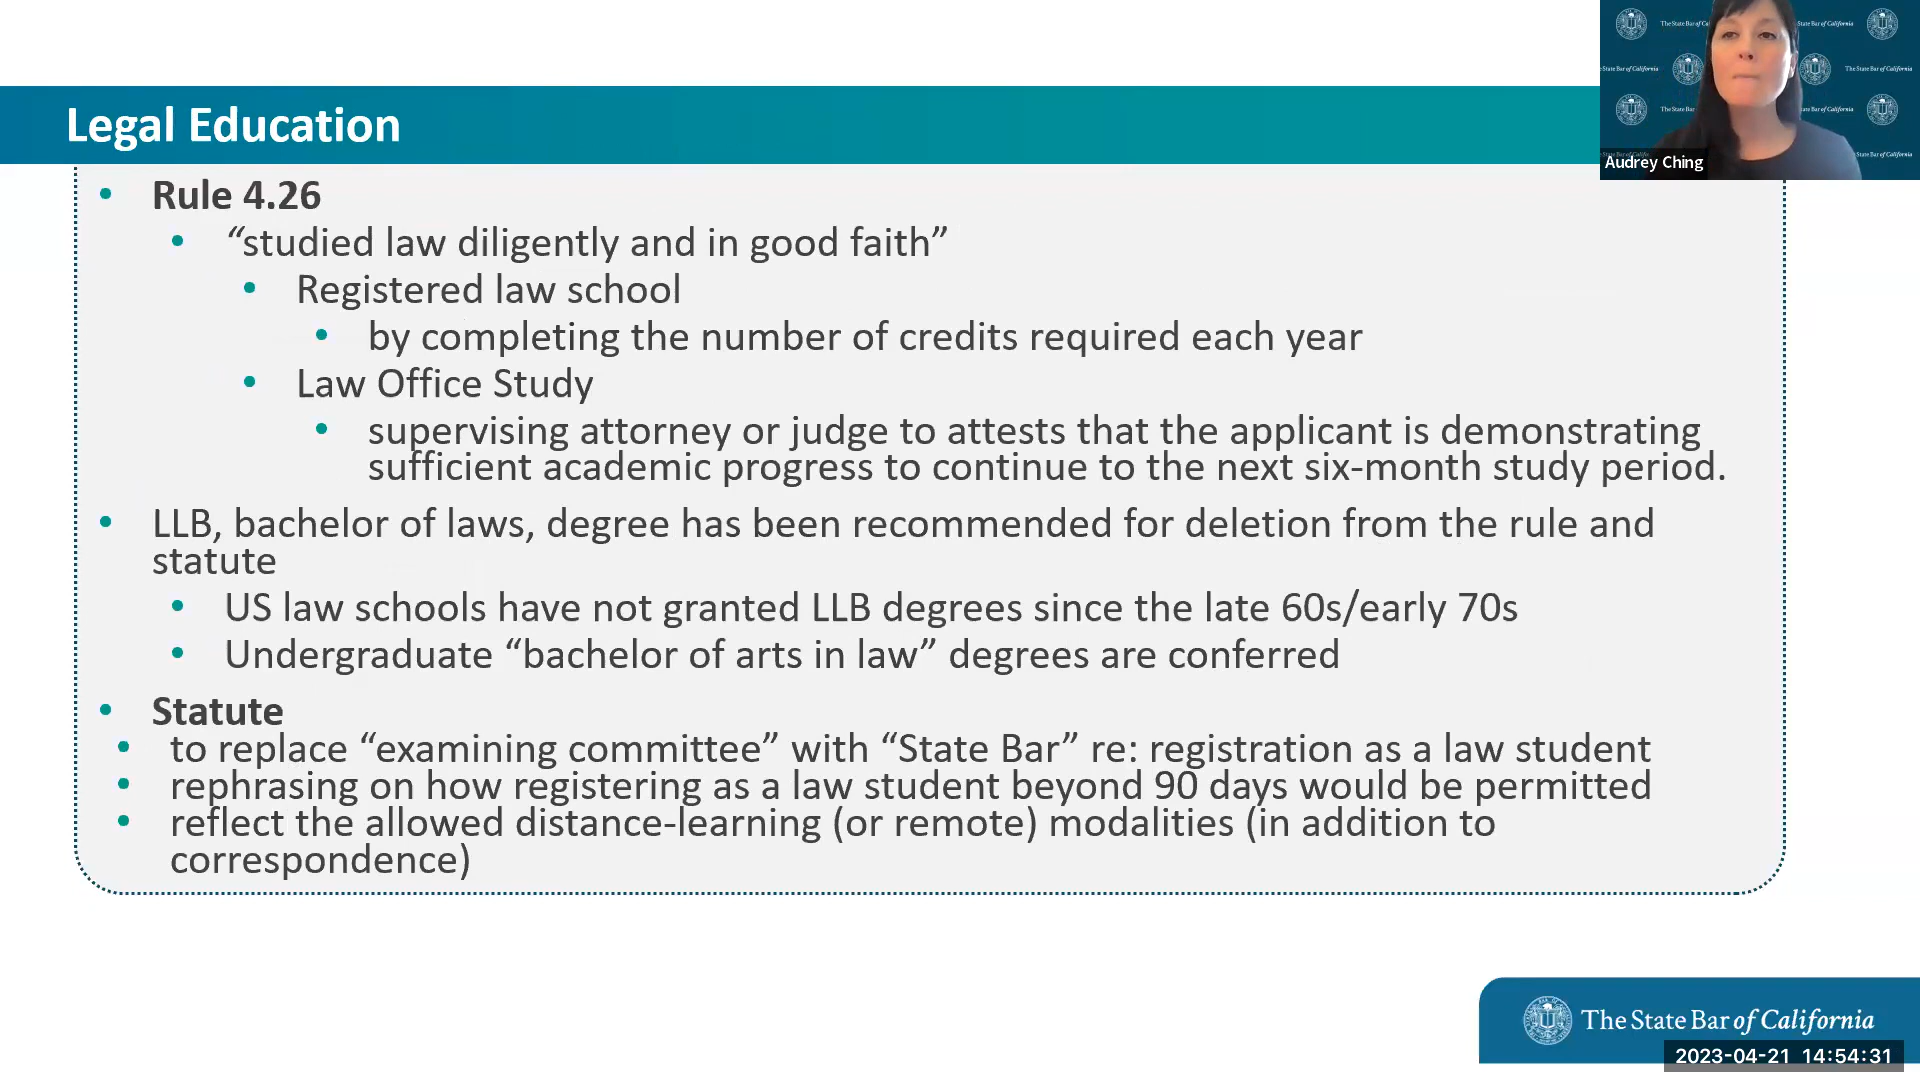 The State Bar of California
Audrey Ching
Legal Education
• Rule 4.26
• “studied law diligently and in good faith”
• Registered law school
• by completing the number of credits required each year
• Law Office Study
• supervising attorney or judge to attests that the applicant is demonstrating
sufficient academic progress to continue to the next six-month study period.
• LLB, bachelor of laws, degree has been recommended for deletion from the rule and
statute
• US law schools have not granted LLB degrees since the late 60s/early 70s
• Undergraduate “bachelor of arts in law” degrees are conferred
• Statute
• to replace “examining committee” with “State Bar” re: registration as a law student
• rephrasing on how registering as a law student beyond 90 days would be permitted
• reflect the allowed distance-learning (or remote) modalities (in addition to
correspondence)
The State Bar of California
2023-04-21 14:54:31